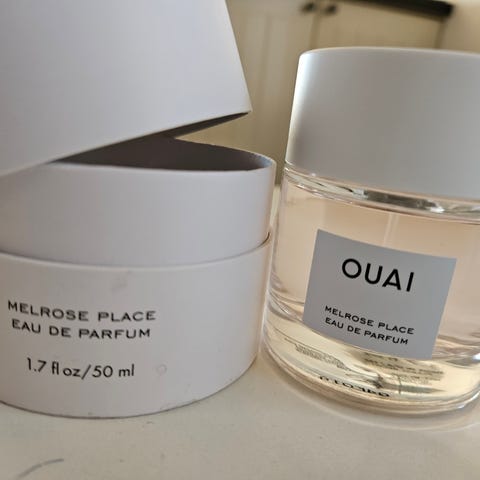 MELROSE PLACE
EAU DE PARFUM
1.7 fl oz/50 ml
OUAI
MELROSE PLACE
EAU DE PARFUM